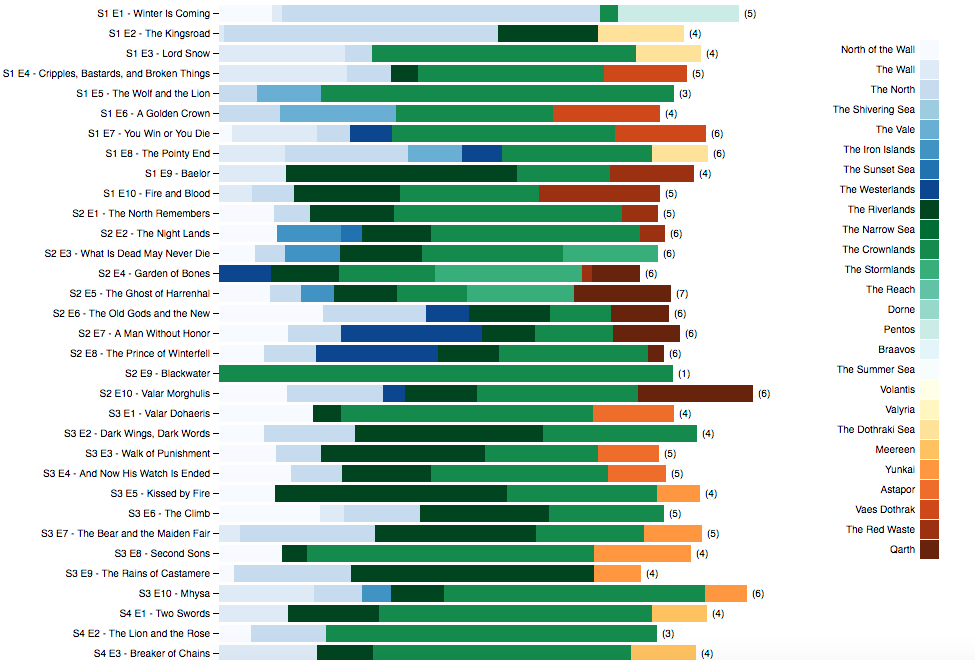 S1 E1 - Winter Is Coming (5)
S1 E2 - The Kingsroad (4)
S1 E3 - Lord Snow (4)
S1 E4 - Cripples, Bastards, and Broken Things (5)
S1 E5 - The Wolf and the Lion (3)
S1 E6 - A Golden Crown (4)
S1 E7 - You Win or You Die (6)
S1 E8 - The Pointy End (6)
S1 E9 - Baelor (4)
S1 E10 - Fire and Blood (5)
S2 E1 - The North Remembers (5)
S2 E2 - The Night Lands (6)
S2 E3 - What Is Dead May Never Die (6)
S2 E4 - Garden of Bones (6)
S2 E5 - The Ghost of Harrenhal (7)
S2 E6 - The Old Gods and the New (6)
S2 E7 - A Man Without Honor (6)
S2 E8 - The Prince of Winterfell (6)
S2 E9 - Blackwater (1)
S2 E10 - Valar Morghulis (6)
S3 E1 - Valar Dohaeris (4)
S3 E2 - Dark Wings, Dark Words (4)
S3 E3 - Walk of Punishment (5)
S3 E4 - And Now His Watch Is Ended (5)
S3 E5 - Kissed by Fire (4)
S3 E6 - The Climb (5)
S3 E7 - The Bear and the Maiden Fair (5)
S3 E8 - Second Sons (4)
S3 E9 - The Rains of Castamere (4)
S3 E10 - Mhysa (6)
S4 E1 - Two Swords (4)
S4 E2 - The Lion and the Rose (3)
S4 E3 - Breaker of Chains (4)
North of the Wall
The Wall
The North
The Shivering Sea
The Vale
The Iron Islands
The Sunset Sea
The Westerlands
The Riverlands
The Narrow Sea
The Crownlands
The Stormlands
The Reach
Dorne
Pentos
Braavos
The Summer Sea
Volantis
Valyria
The Dothraki Sea
Meereen
Yunkai
Astapor
Vaes Dothrak
The Red Waste
Qarth